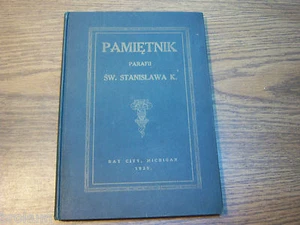 PAMIĘTNIK
PARAFII
ŚW. STANISŁAWA K.
BAY CITY, MICHIGAN